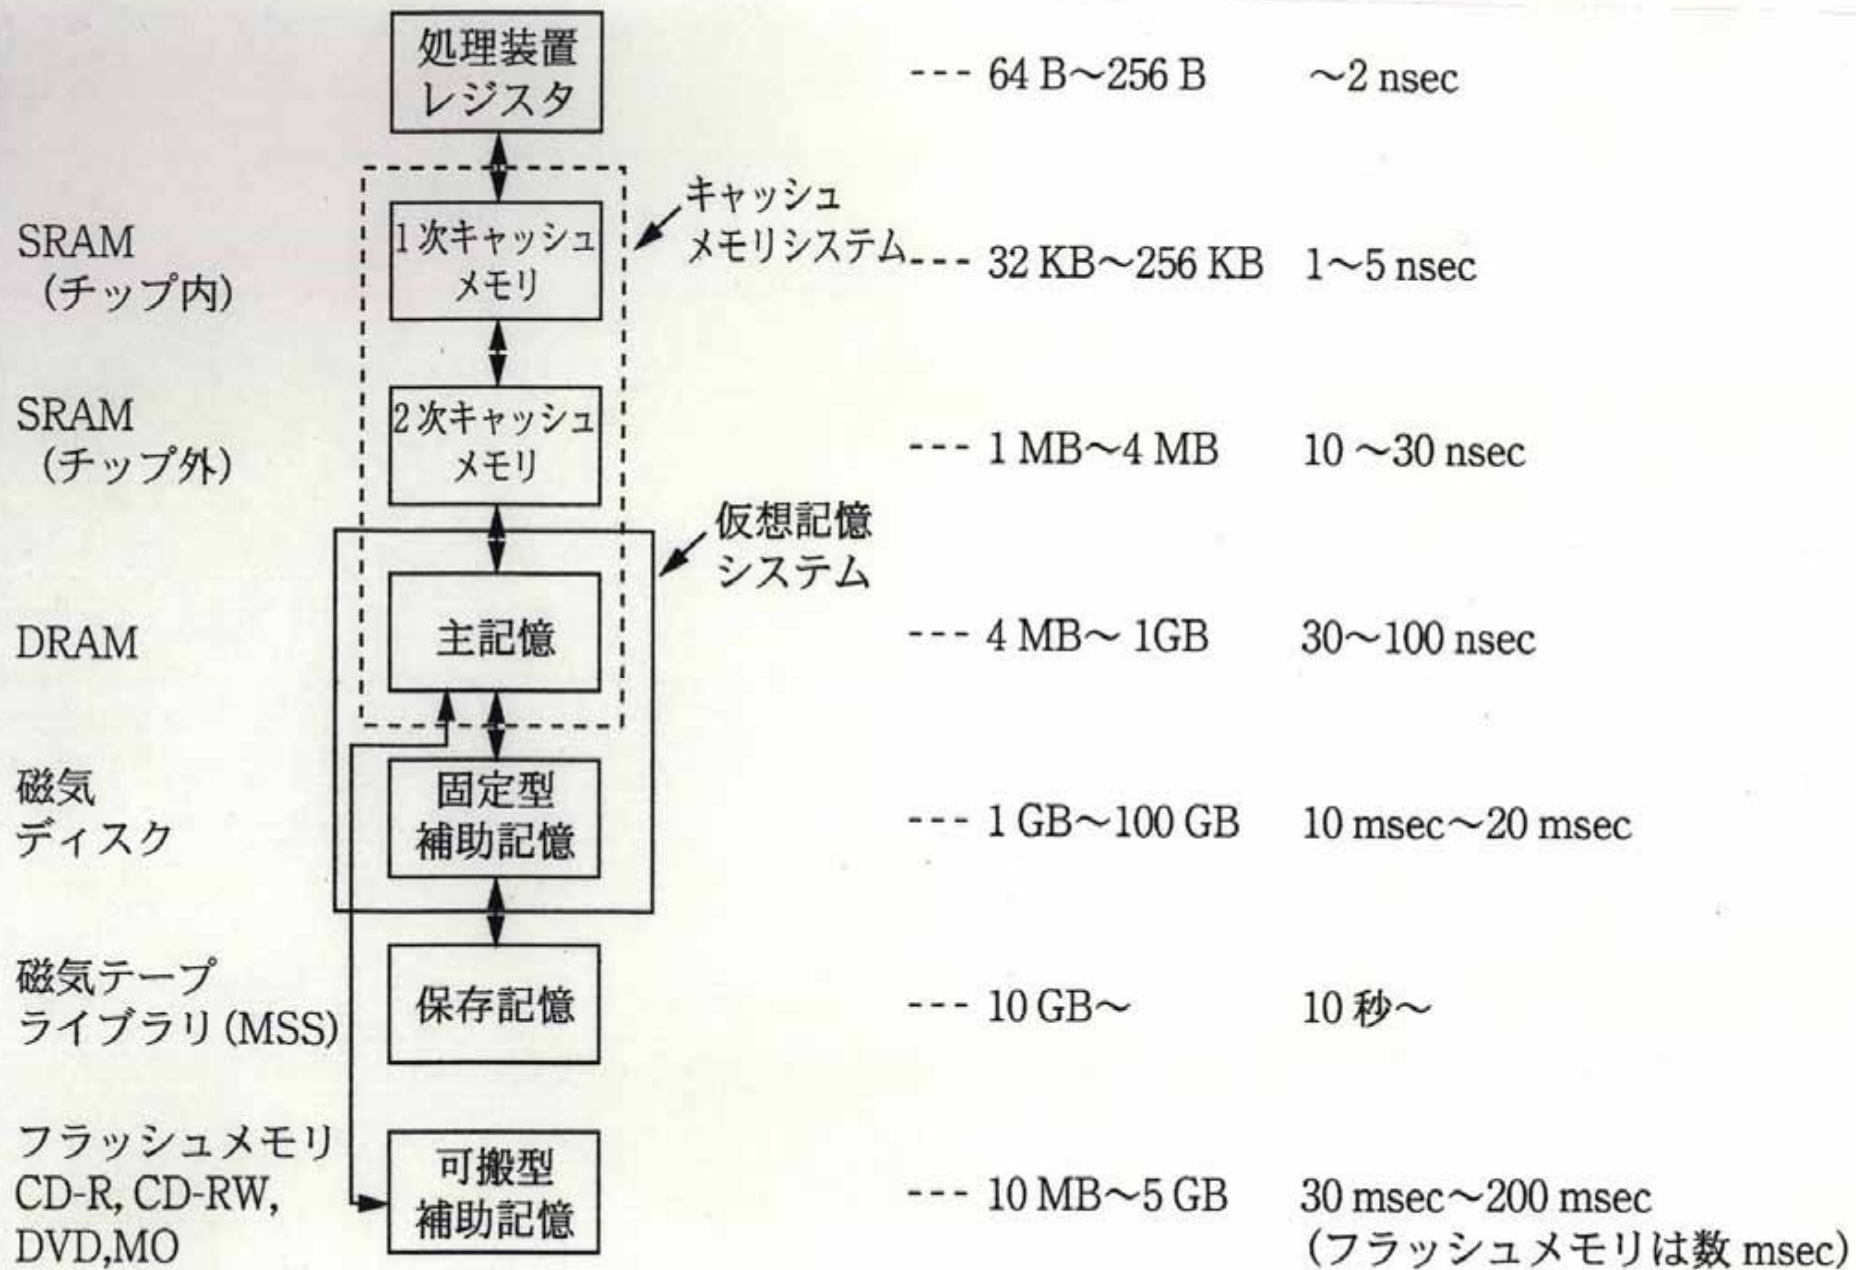 処理装置
レジスタ
--- 64 B～256 B ～2 nsec
SRAM
(チップ内)
1次キャッシュ
メモリ
キャッシュ
メモリシステム
--- 32 KB～256 KB 1～5 nsec
SRAM
(チップ外)
2次キャッシュ
メモリ
--- 1 MB～4 MB 10 ～30 nsec
仮想記憶
システム
DRAM
主記憶
--- 4 MB～ 1GB 30～100 nsec
磁気
ディスク
固定型
補助記憶
--- 1 GB～100 GB 10 msec～20 msec
磁気テープ
ライブラリ(MSS)
保存記憶
--- 10 GB～ 10 秒～
フラッシュメモリ
CD-R, CD-RW,
DVD,MO
可搬型
補助記憶
--- 10 MB～5 GB 30 msec～200 msec
(フラッシュメモリは数 msec)